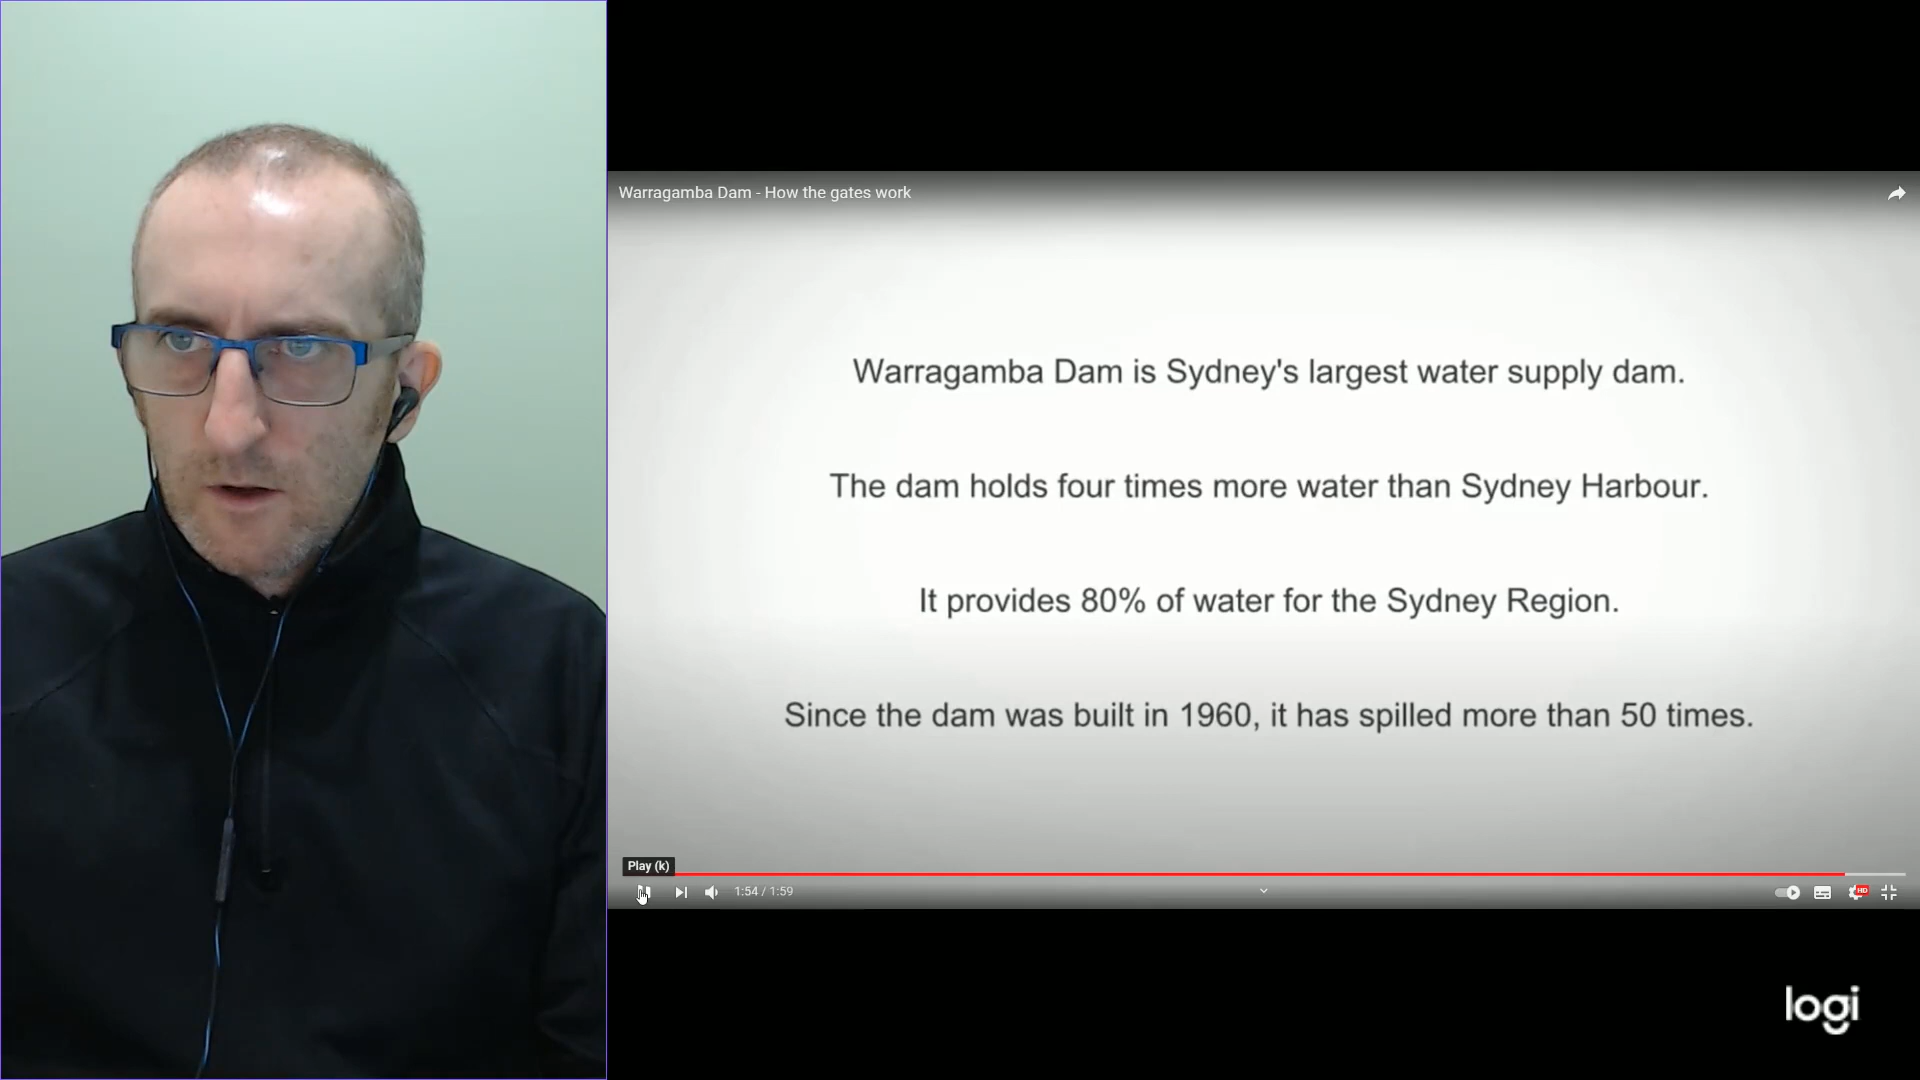 Warragamba Dam - How the gates work
Warragamba Dam is Sydney's largest water supply dam.
The dam holds four times more water than Sydney Harbour.
It provides 80% of water for the Sydney Region.
Since the dam was built in 1960, it has spilled more than 50 times.
Play (k)
1:54 / 1:59
HD
logi